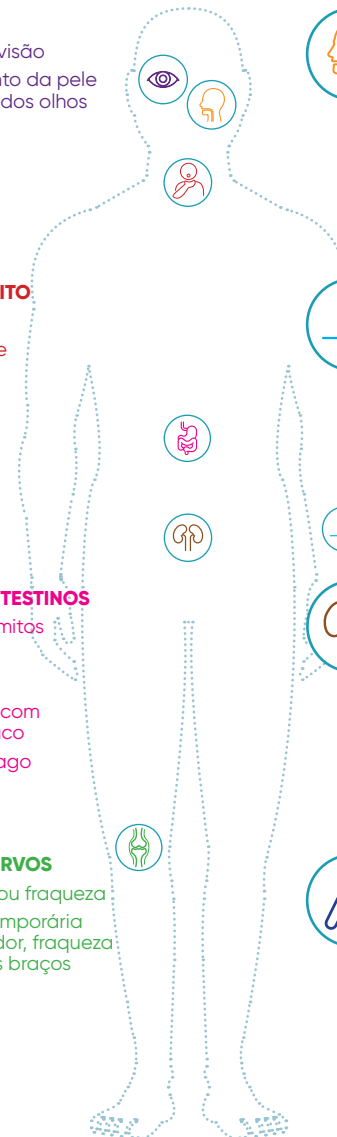 visão
nto da pele
dos olhos
ITO
e
TESTINOS
mitos
com
co
ago
RVOS
ou fraqueza
mporária
dor, fraqueza
s braços